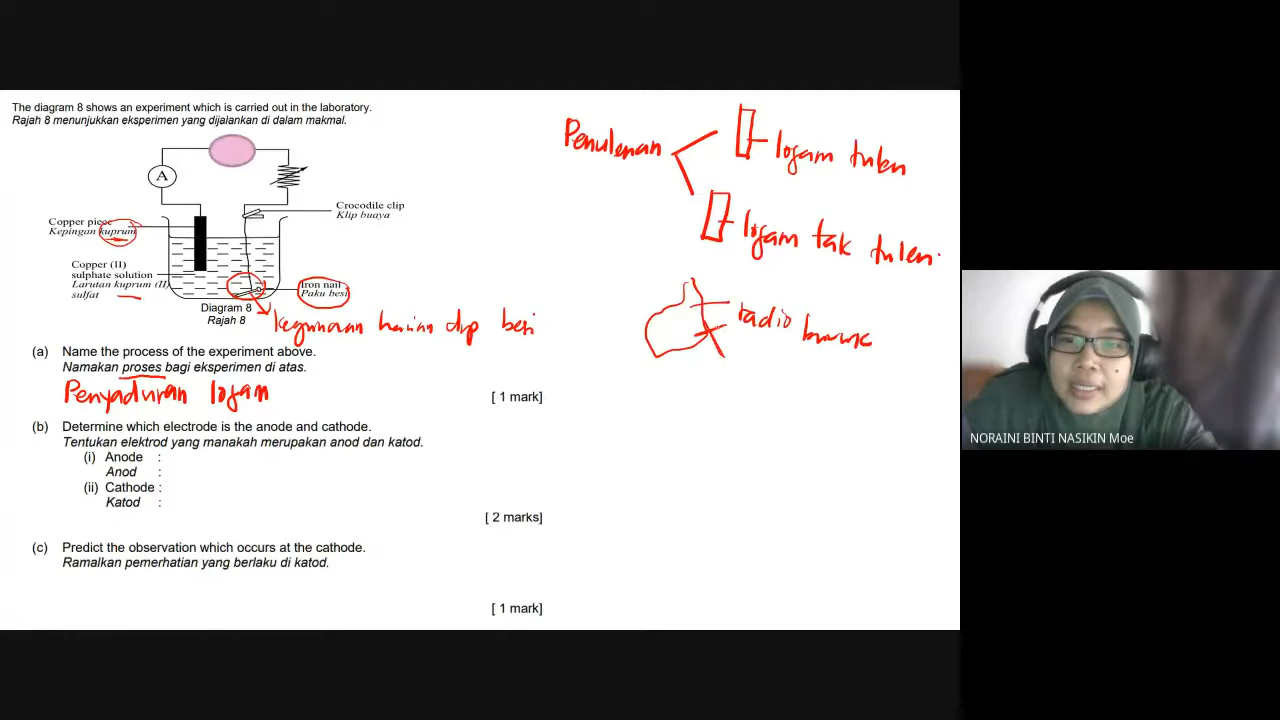 The diagram 8 shows an experiment which is carried out in the laboratory.
Rajah 8 menunjukkan eksperimen yang dijalankan di dalam makmal.
A
Crocodile clip
Klip buaya
Copper piece
Kepingan kuprum
Copper (II)
sulphate solution
Larutan kuprum (II)
sulfat
Iron nail
Paku besi
Diagram 8
Rajah 8
kegunaan harian drp besi
(a) Name the process of the experiment above.
Namakan proses bagi eksperimen di atas.
Penyaduran logam
[ 1 mark]
(b) Determine which electrode is the anode and cathode.
Tentukan elektrod yang manakah merupakan anod dan katod.
(i) Anode :
Anod :
(ii) Cathode :
Katod :
[ 2 marks]
(c) Predict the observation which occurs at the cathode.
Ramalkan pemerhatian yang berlaku di katod.
[ 1 mark]
Penulenan
logam tulen
logam tak tulen.
radio
NORAINI BINTI NASIKIN Moe